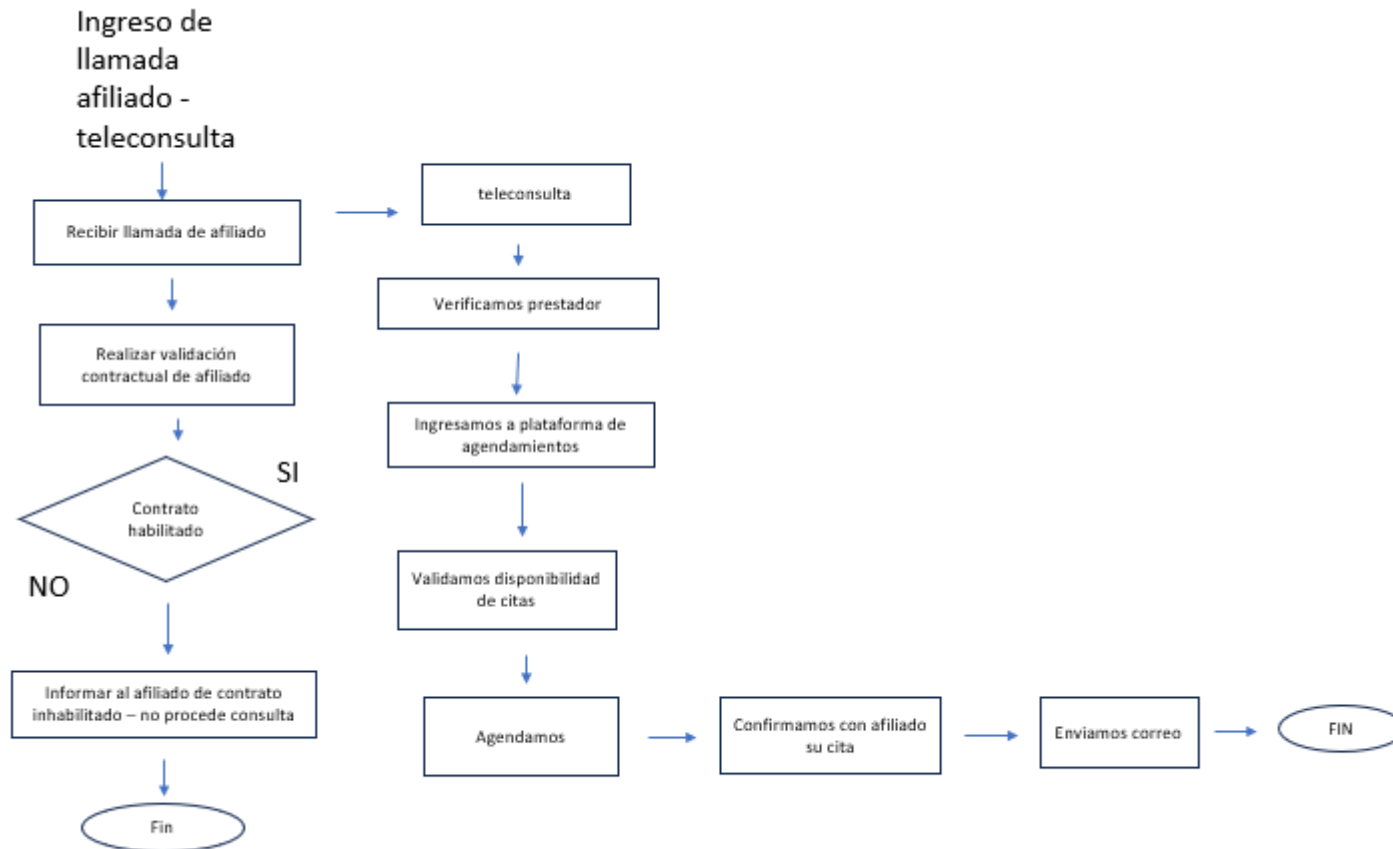 Ingreso de
llamada
afiliado -
teleconsulta
Recibir llamada de afiliado
Realizar validación
contractual de afiliado
SI
Contrato
habilitado
NO
Informar al afiliado de contrato
inhabilitado – no procede consulta
Fin
teleconsulta
Verificamos prestador
Ingresamos a plataforma de
agendamientos
Validamos disponibilidad
de citas
Agendamos
Confirmamos con afiliado
su cita
Enviamos correo
FIN